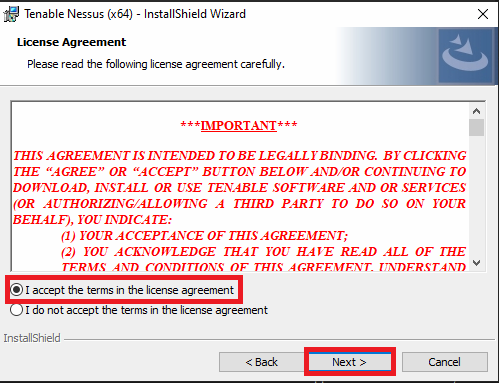 Tenable Nessus (x64) - InstallShield Wizard
License Agreement
Please read the following license agreement carefully.
***IMPORTANT***
THIS AGREEMENT IS INTENDED TO BE LEGALLY BINDING. BY CLICKING
THE “AGREE” OR “ACCEPT” BUTTON BELOW AND/OR CONTINUING TO
DOWNLOAD, INSTALL OR USE TENABLE SOFTWARE AND OR SERVICES
(OR AUTHORIZING/ALLOWING A THIRD PARTY TO DO SO ON YOUR
BEHALF), YOU INDICATE:
(1) YOUR ACCEPTANCE OF THIS AGREEMENT;
(2) YOU ACKNOWLEDGE THAT YOU HAVE READ ALL OF THE
TERMS AND CONDITIONS OF THIS AGREEMENT, UNDERSTAND
I accept the terms in the license agreement
I do not accept the terms in the license agreement
InstallShield
< Back Next > Cancel